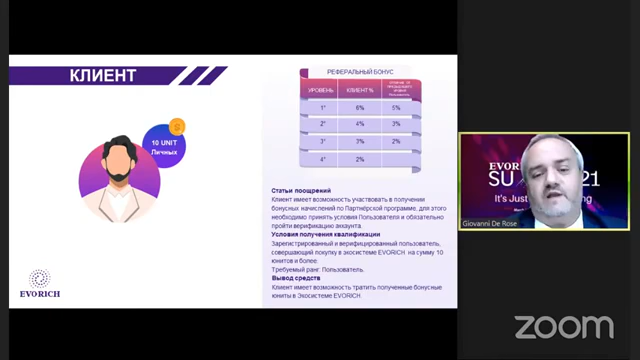 КЛИЕНТ
10 UNIT
Личных
РЕФЕРАЛЬНЫЙ БОНУС
УРОВЕНЬ КЛИЕНТ %
1* 6% 5%
2* 4% 3%
3* 3% 2%
4* 2%
Статьи поощрений
Клиент имеет возможность участвовать в получении
бонусных начислений по Партнёрской программе, для этого
необходимо принять условия Пользователя и обязательно
пройти верификацию аккаунта.
Условия получения квалификации
Зарегистрированный и верифицированный пользователь,
совершающий покупку в экосистеме EVORICH на сумму 10
юнитов и более.
Требуемый ранг: Пользователь.
Вывод средств
Клиент имеет возможность тратить полученные бонусные
юниты в Экосистеме EVORICH
EVORICH
EVOR
SU 21
It's Just ng
Giovanni De Rose
zoom